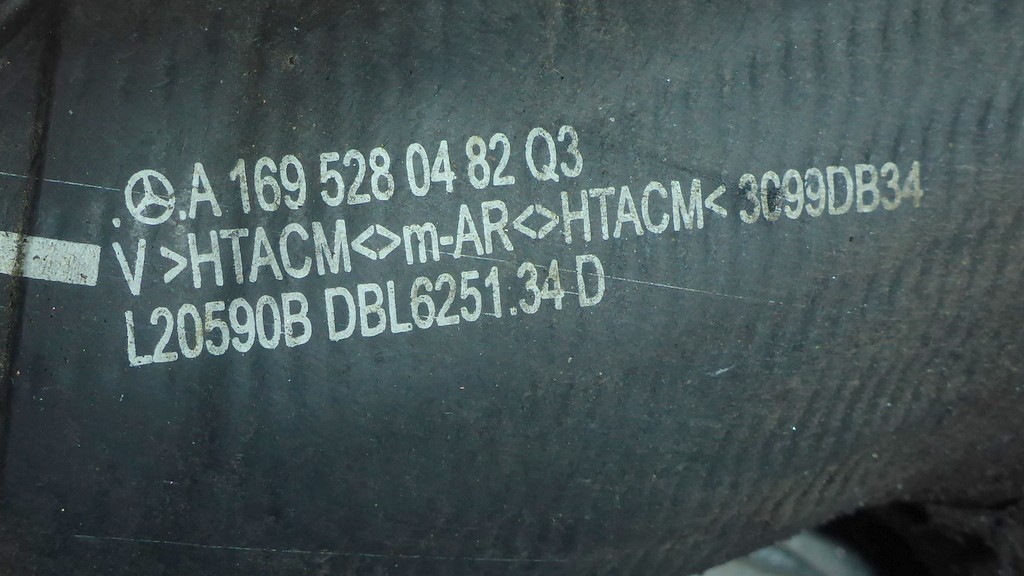 .A 169 528 04 82 Q3
V >HTACM<>m-AR<>HTACM< 3099DB34
L20590B DBL6251.34 D